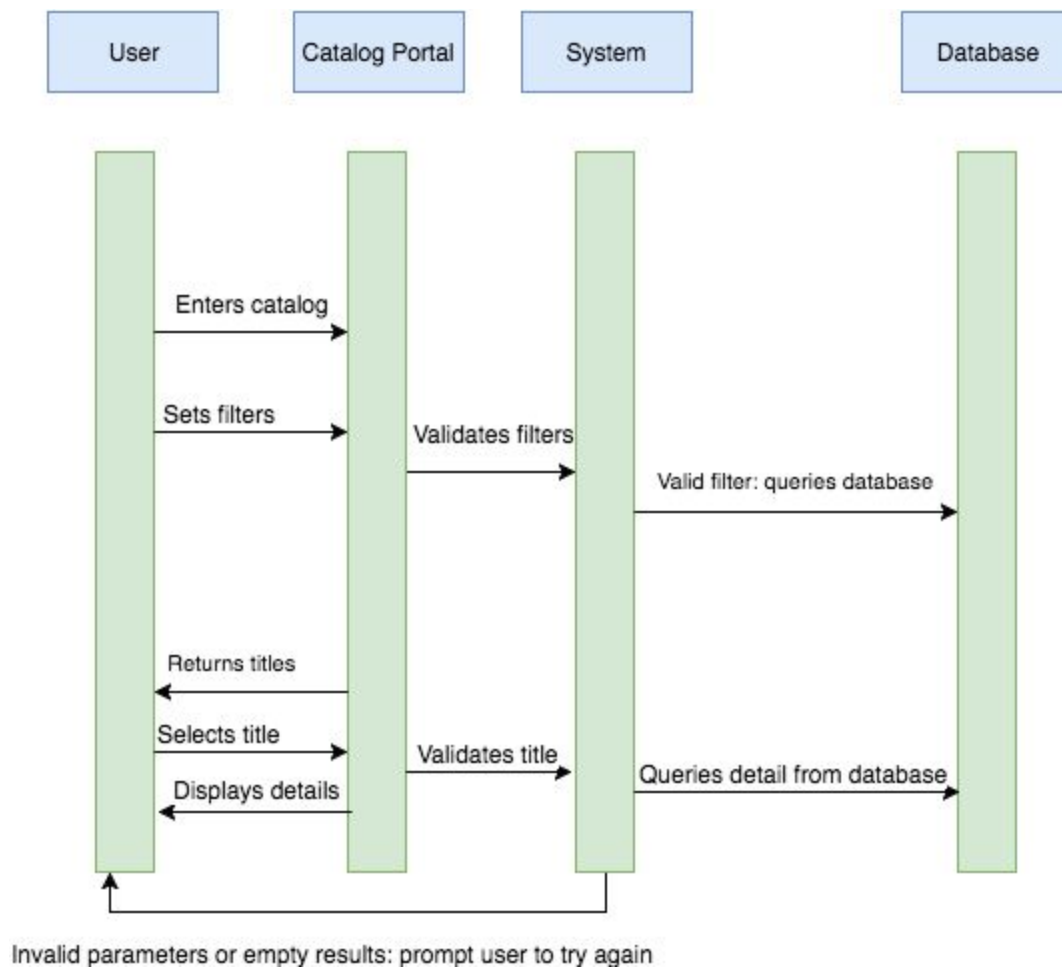 User
Catalog Portal
System
Database
Enters catalog
Sets filters
Validates filters
Valid filter: queries database
Returns titles
Selects title
Validates title
Queries detail from database
Displays details
Invalid parameters or empty results: prompt user to try again